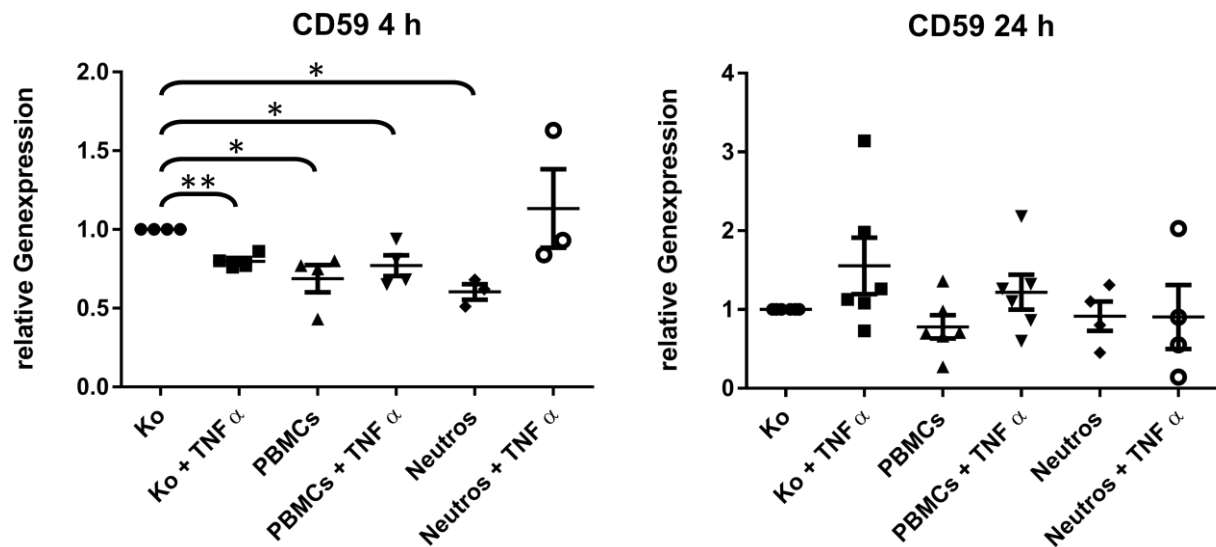 CD59 4 h
relative Genexpression
2.0
1.5
1.0
0.5
0.0
*
*
*
**
Ko
Ko + TNF α
PBMCs
PBMCs + TNF α
Neutros
Neutros + TNF α
CD59 24 h
relative Genexpression
4
3
2
1
0
Ko
Ko + TNF α
PBMCs
PBMCs + TNF α
Neutros
Neutros + TNF α